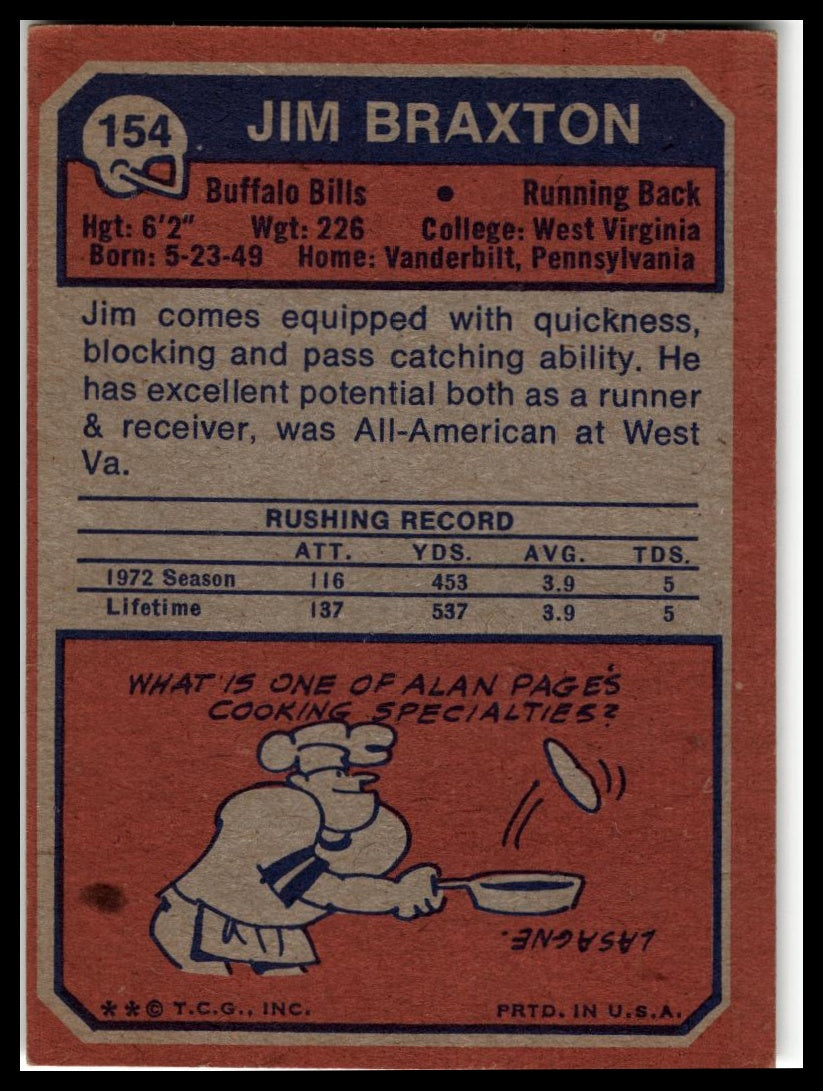 154
JIM BRAXTON
Buffalo Bills • Running Back
Hgt: 6'2" Wgt: 226 College: West Virginia
Born: 5-23-49 Home: Vanderbilt, Pennsylvania
Jim comes equipped with quickness,
blocking and pass catching ability. He
has excellent potential both as a runner
& receiver, was All-American at West
Va.
RUSHING RECORD
ATT. YDS. AVG. TDS.
1972 Season 116 453 3.9 5
Lifetime 137 537 3.9 5
WHAT IS ONE OF ALAN PAGE'S
COOKING SPECIALTIES?
LASAGNE.
**© T.C.G., INC. PRTD. IN U.S.A.